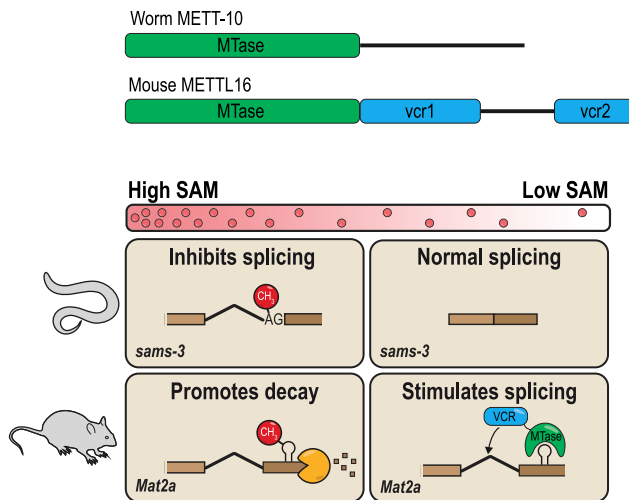 Worm METT-10
MTase
Mouse METTL16
MTase vcr1 vcr2
High SAM Low SAM
Inhibits splicing Normal splicing
CH3
AG
sams-3 sams-3
Promotes decay Stimulates splicing
CH3 VCR
MTase
Mat2a Mat2a